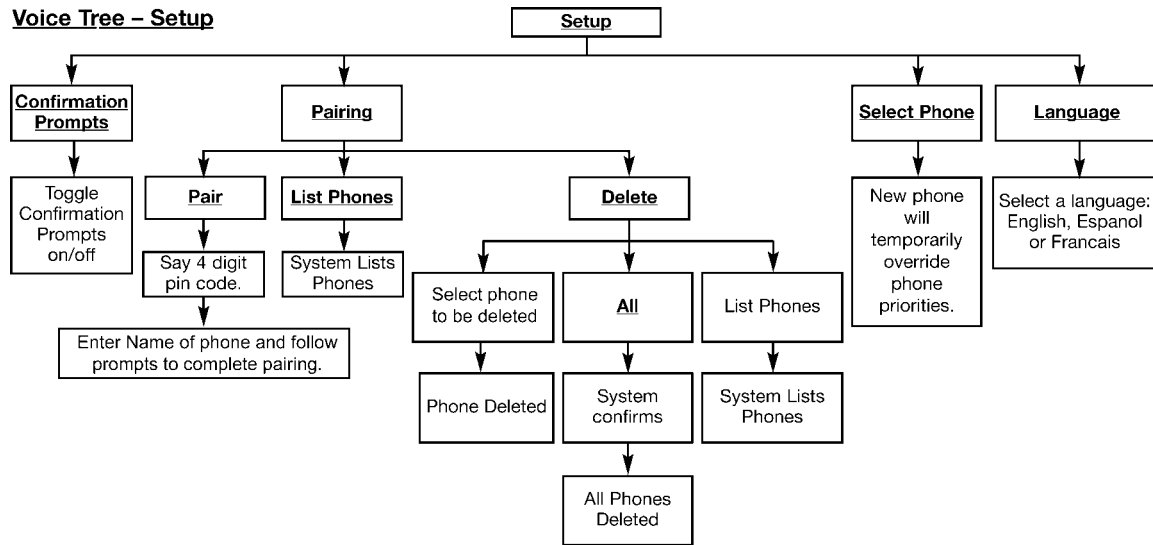 Voice Tree – Setup
Setup
Confirmation
Prompts
Pairing
Select Phone
Language
Toggle
Confirmation
Prompts
on/off
Pair
List Phones
Delete
New phone
will
temporarily
override
phone
priorities.
Select a language:
English, Espanol
or Francais
Say 4 digit
pin code.
System Lists
Phones
Select phone
to be deleted
All
List Phones
Enter Name of phone and follow
prompts to complete pairing.
Phone Deleted
System
confirms
System Lists
Phones
All Phones
Deleted